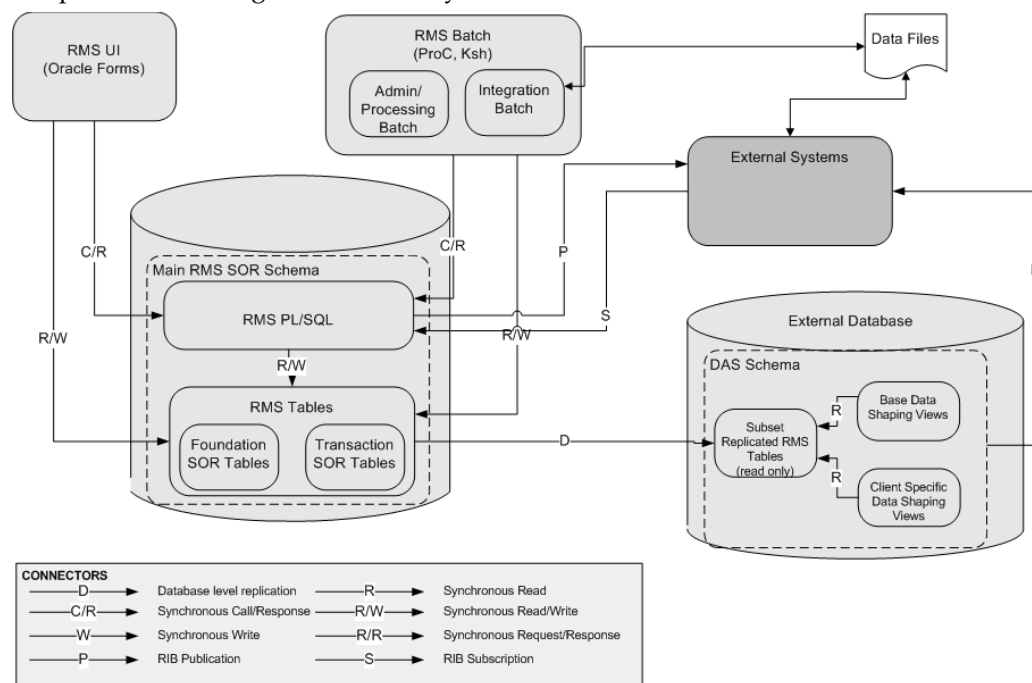 RMS UI
(Oracle Forms)
RMS Batch
(ProC, Ksh)
Admin/
Processing
Batch
Integration
Batch
Data Files
External Systems
C/R
C/R
P
R/W
S
R/W
Main RMS SOR Schema
RMS PL/SQL
R/W
RMS Tables
Foundation
SOR Tables
Transaction
SOR Tables
D
External Database
DAS Schema
Subset
Replicated RMS
Tables
(read only)
R
R
Base Data
Shaping Views
Client Specific
Data Shaping
Views
CONNECTORS
D Database level replication
R Synchronous Read
C/R Synchronous Call/Response
R/W Synchronous Read/Write
W Synchronous Write
R/R Synchronous Request/Response
P RIB Publication
S RIB Subscription